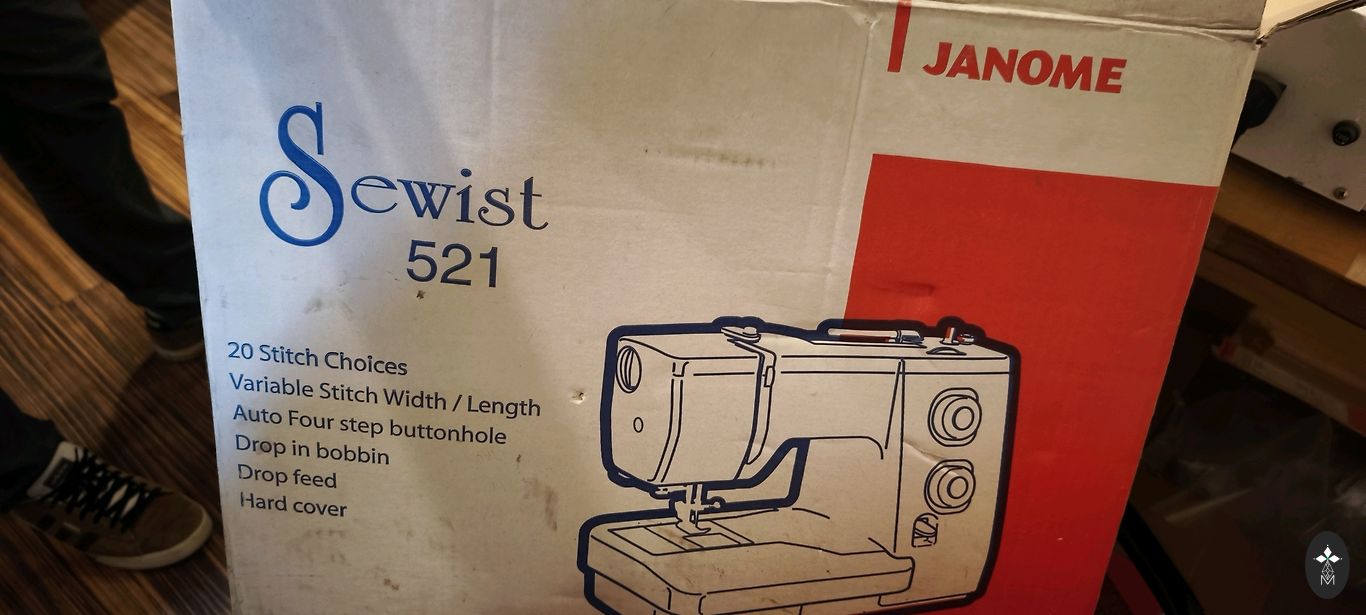 JANOME
Sewist
521
20 Stitch Choices
Variable Stitch Width / Length
Auto Four step buttonhole
Drop in bobbin
Drop feed
Hard cover
M